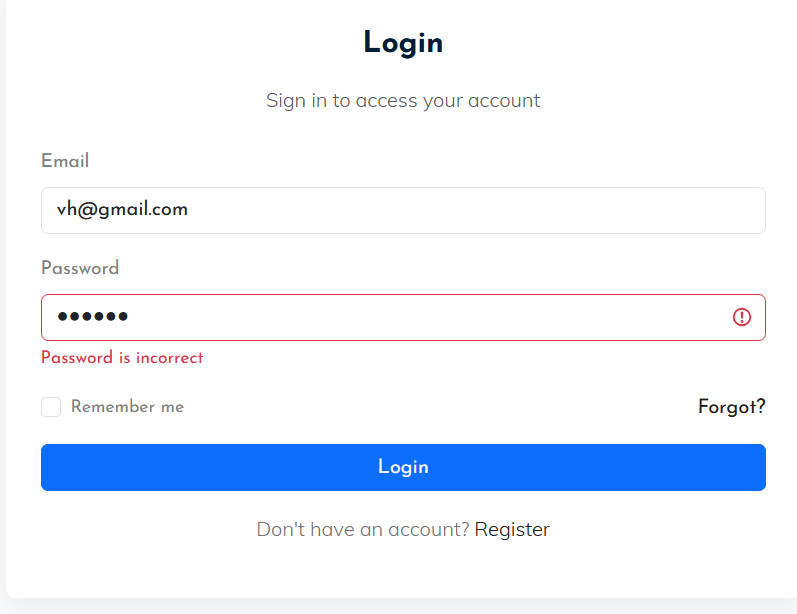 Login
Sign in to access your account
Email
vh@gmail.com
Password
••••••
Password is incorrect
Remember me
Forgot?
Login
Don't have an account? Register